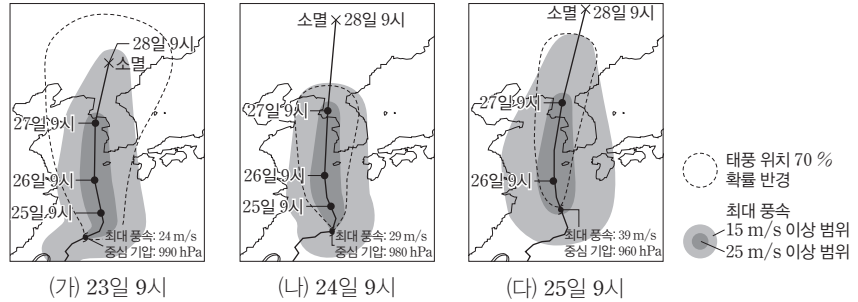 28일 9시
소멸
27일 9시
26일 9시
25일 9시
최대 풍속: 24 m/s
중심 기압: 990 hPa
(가) 23일 9시
소멸 28일 9시
27일 9시
26일 9시
25일 9시
최대 풍속: 29 m/s
중심 기압: 980 hPa
(나) 24일 9시
소멸 28일 9시
27일 9시
26일 9시
최대 풍속: 39 m/s
중심 기압: 960 hPa
(다) 25일 9시
태풍 위치 70 %
확률 반경
최대 풍속
15 m/s 이상 범위
25 m/s 이상 범위